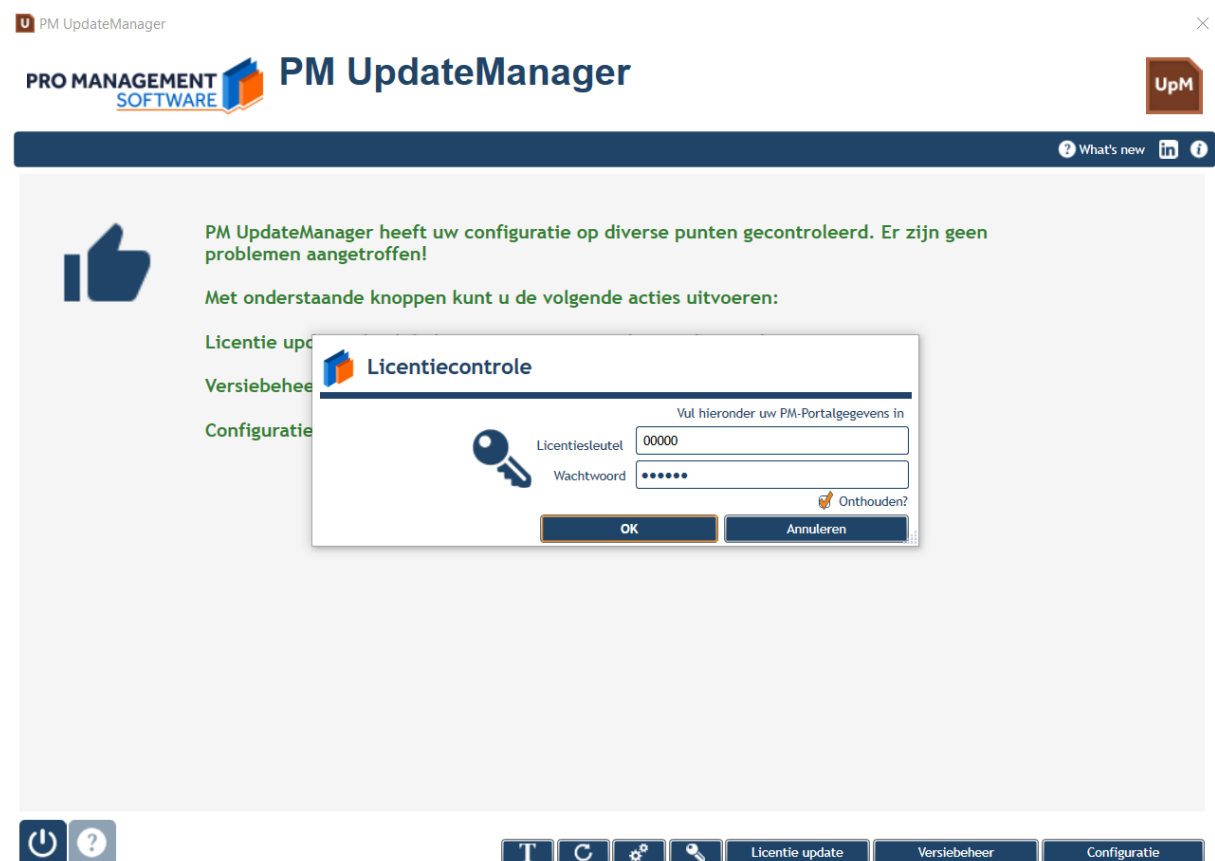 PM UpdateManager
PRO MANAGEMENT
SOFTWARE
PM UpdateManager
UpM
What's new
PM UpdateManager heeft uw configuratie op diverse punten gecontroleerd. Er zijn geen
problemen aangetroffen!
Met onderstaande knoppen kunt u de volgende acties uitvoeren:
Licentie upd
Versiebehee
Configuratie
Licentiecontrole
Vul hieronder uw PM-Portalgegevens in
Licentiesleutel 00000
Wachtwoord ••••••
Onthouden?
OK Annuleren
T Licentie update Versiebeheer Configuratie